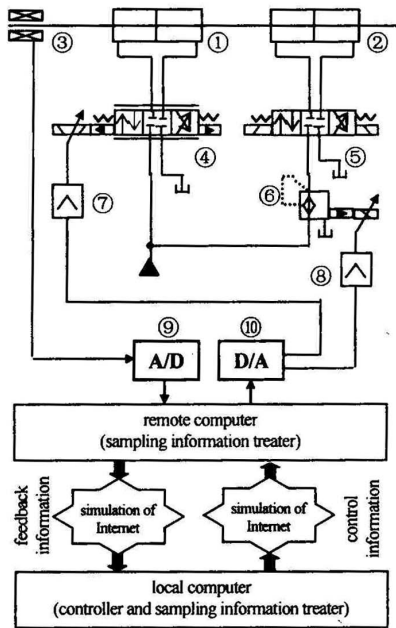 ③ ① ②
④ ⑤
⑥
⑦
⑧
⑨ ⑩
A/D D/A
remote computer
(sampling information treater)
feedback
information
simulation of
Internet
simulation of
Internet
control
information
local computer
(controller and sampling information treater)